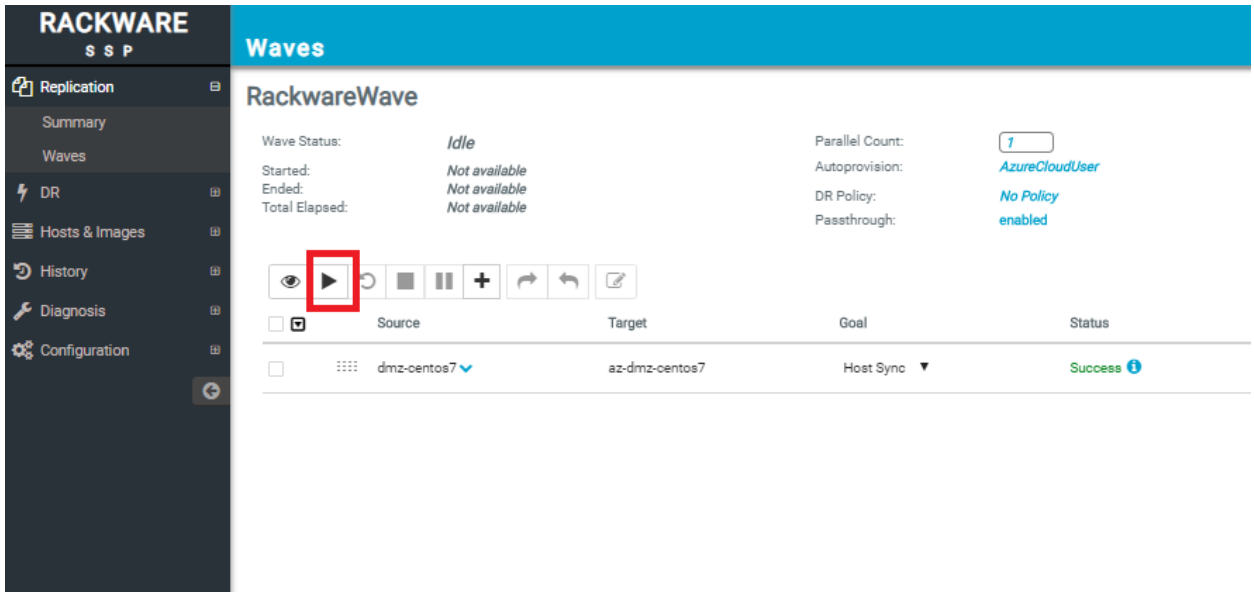 RACKWARE
SSP
Waves
Replication
Summary
Waves
DR
Hosts & Images
History
Diagnosis
Configuration
RackwareWave
Wave Status: Idle
Started: Not available
Ended: Not available
Total Elapsed: Not available
Parallel Count: 1
Autoprovision: AzureCloudUser
DR Policy: No Policy
Passthrough: enabled
Source Target Goal Status
dmz-centos7 az-dmz-centos7 Host Sync Success